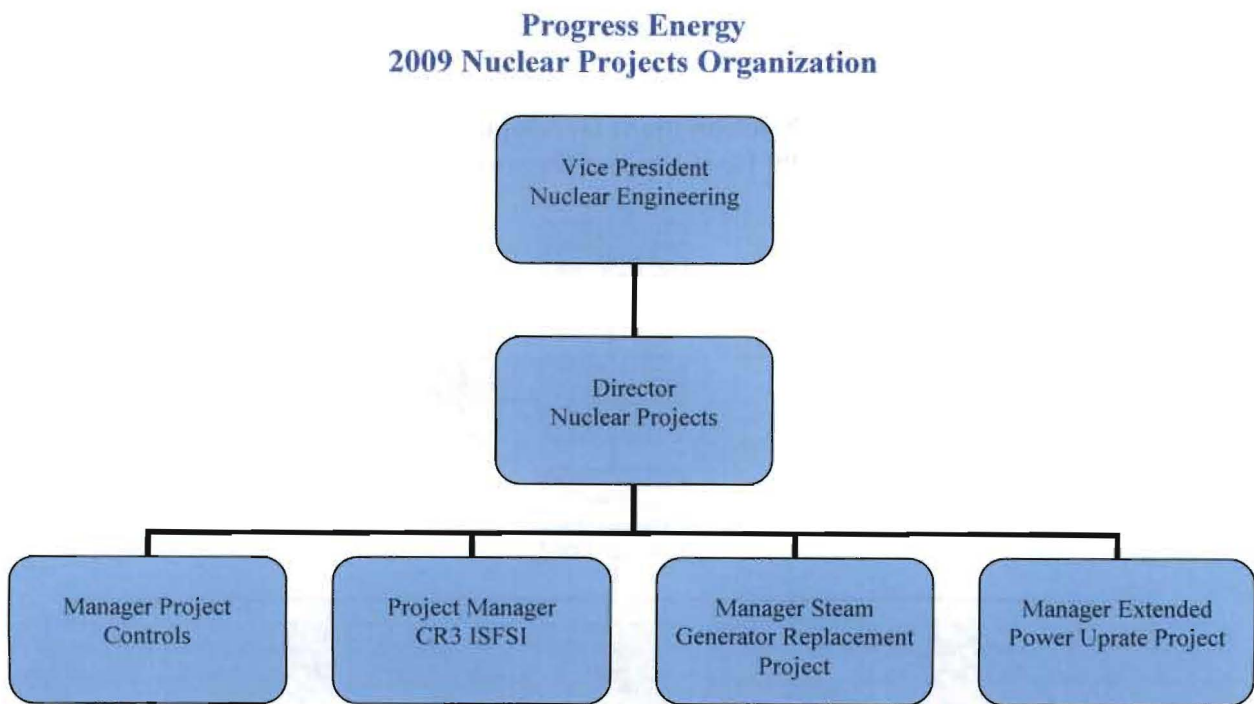 Progress Energy
2009 Nuclear Projects Organization
Vice President
Nuclear Engineering
Director
Nuclear Projects
Manager Project
Controls
Project Manager
CR3 ISFSI
Manager Steam
Generator Replacement
Project
Manager Extended
Power Uprate Project